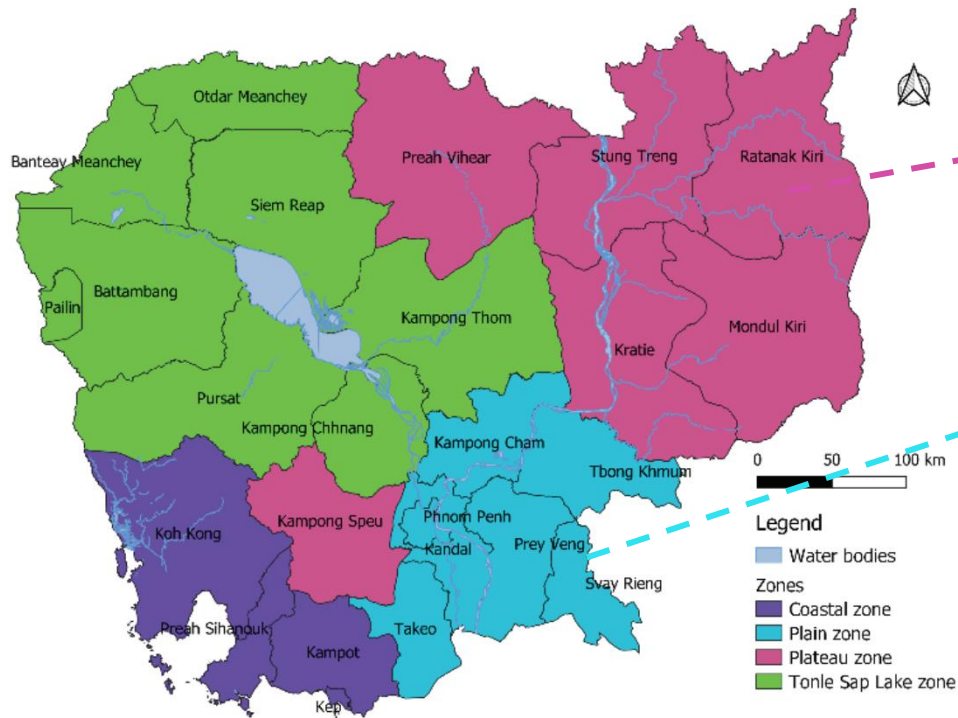 Otdar Meanchey
Banteay Meanchey
Preah Vihear
Stung Treng
Ratanak Kiri
Siem Reap
Battambang
Pailin
Kampong Thom
Mondul Kiri
Kratie
Pursat
Kampong Chhnang
Kampong Cham
Tbong Khmum
0 50 100 km
Koh Kong
Kampong Speu
Phnom Penh
Kandal
Prey Veng
Svay Rieng
Preah Sihanouk
Takeo
Kampot
Kep
Legend
Water bodies
Zones
Coastal zone
Plain zone
Plateau zone
Tonle Sap Lake zone